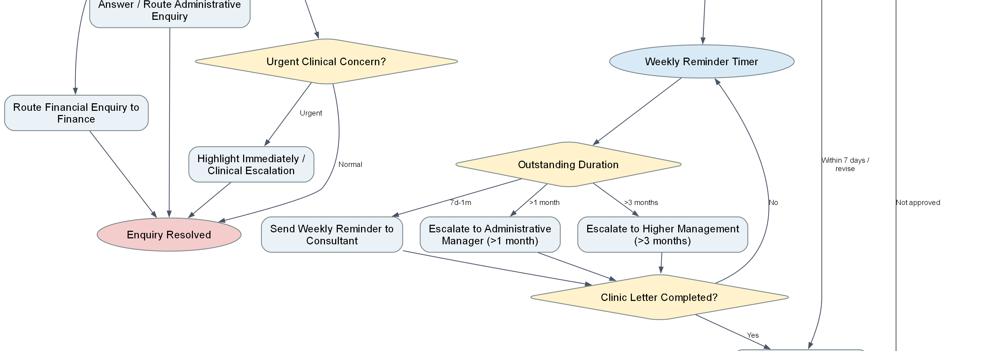 Answer / Route Administrative
Enquiry
Urgent Clinical Concern?
Weekly Reminder Timer
Route Financial Enquiry to
Finance
Urgent
Highlight Immediately /
Clinical Escalation
Normal
Outstanding Duration
Within 7 days /
revise
7d-1m
>1 month
>3 months
No
Not approved
Enquiry Resolved
Send Weekly Reminder to
Consultant
Escalate to Administrative
Manager (>1 month)
Escalate to Higher Management
(>3 months)
Clinic Letter Completed?
Yes